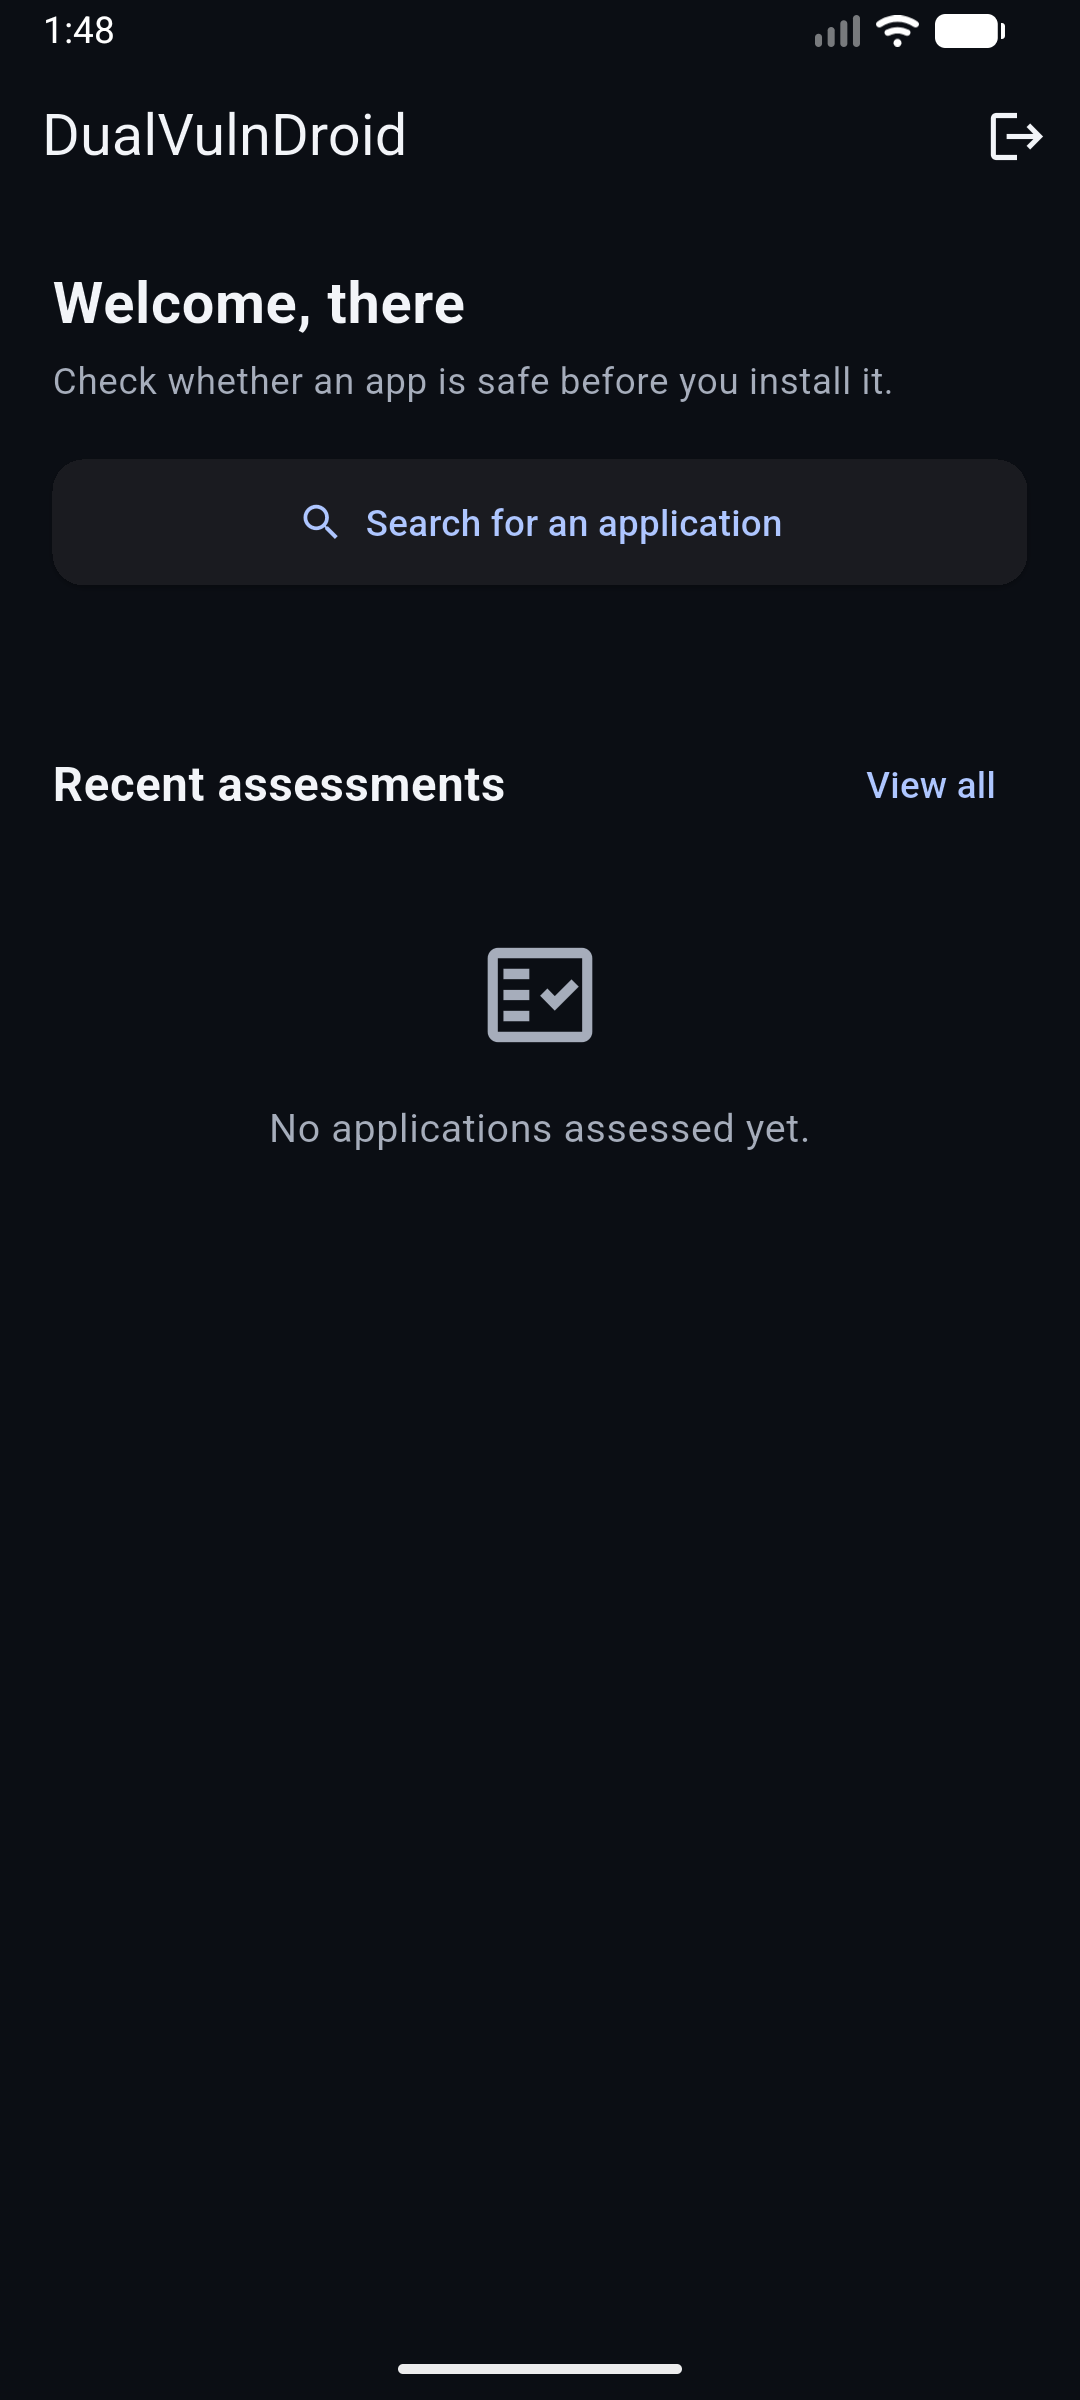 1:48
DualVulnDroid
Welcome, there
Check whether an app is safe before you install it.
Search for an application
Recent assessments
View all
No applications assessed yet.